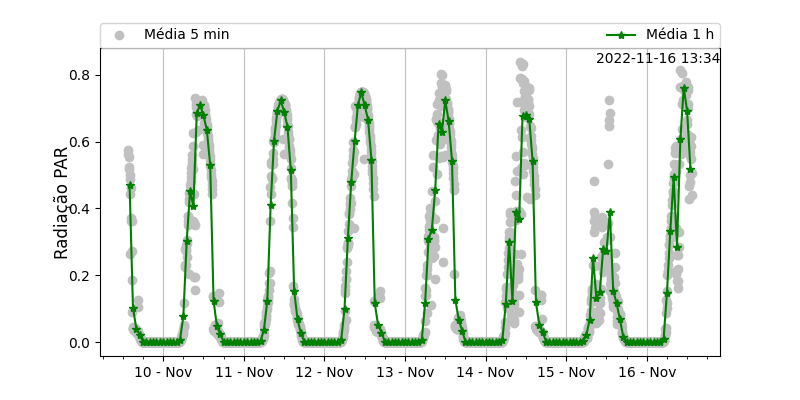 Média 5 min Média 1 h
2022-11-16 13:34
Radiação PAR
0.8
0.6
0.4
0.2
0.0
10 - Nov 11 - Nov 12 - Nov 13 - Nov 14 - Nov 15 - Nov 16 - Nov